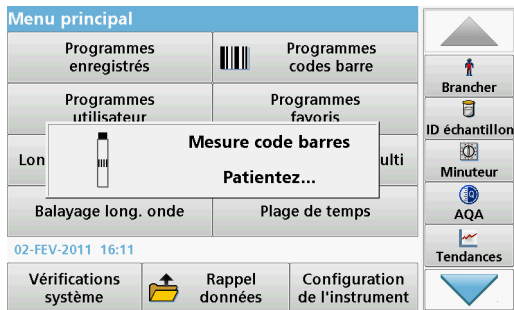 Menu principal
Programmes
enregistrés
Programmes
codes barre
Programmes
utilisateur
Programmes
favoris
Mesure code barres
Patientez...
Lon
ulti
Balayage long. onde
Plage de temps
02-FEV-2011 16:11
Vérifications
système
Rappel
données
Configuration
de l'instrument
Brancher
ID échantillon
Minuteur
AQA
Tendances